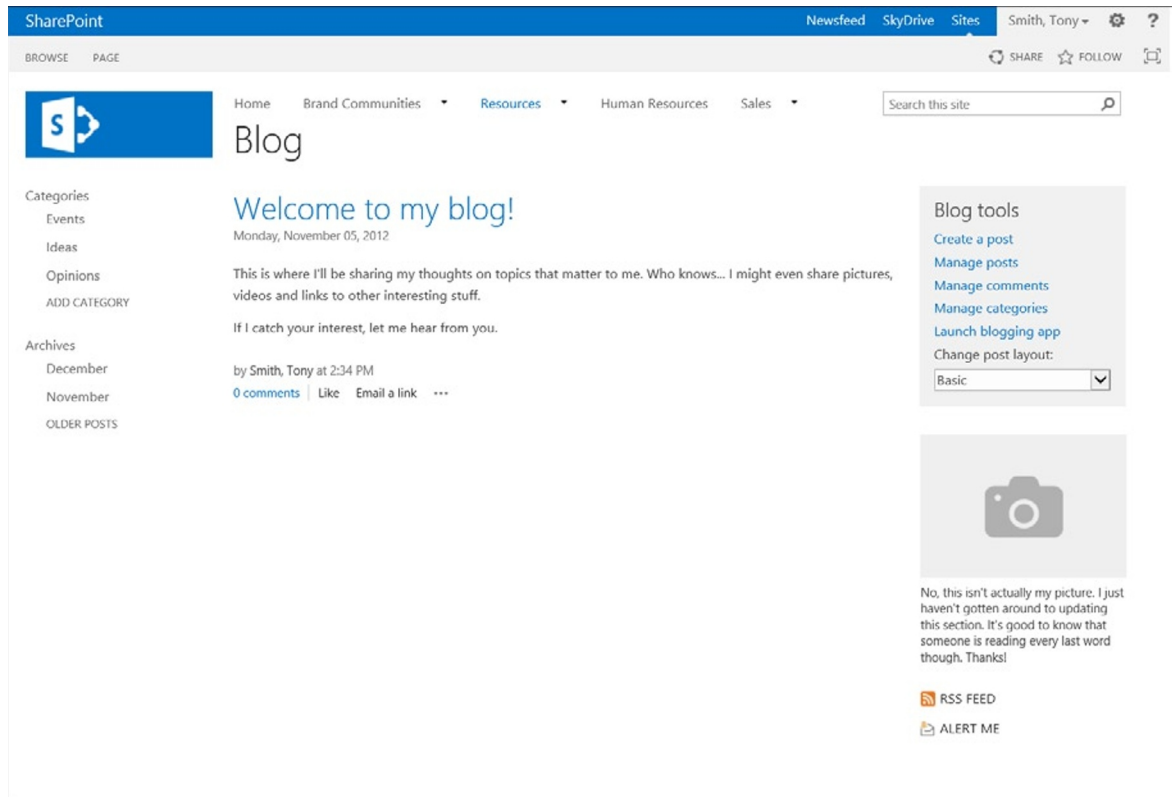 SharePoint
Newsfeed SkyDrive Sites Smith, Tony ?
BROWSE PAGE
SHARE FOLLOW
S
Home Brand Communities Resources Human Resources Sales
Search this site
Blog
Categories
Events
Ideas
Opinions
ADD CATEGORY
Archives
December
November
OLDER POSTS
Welcome to my blog!
Monday, November 05, 2012
This is where I'll be sharing my thoughts on topics that matter to me. Who knows... I might even share pictures,
videos and links to other interesting stuff.
If I catch your interest, let me hear from you.
by Smith, Tony at 2:34 PM
0 comments Like Email a link ...
Blog tools
Create a post
Manage posts
Manage comments
Manage categories
Launch blogging app
Change post layout:
Basic
No, this isn't actually my picture. I just
haven't gotten around to updating
this section. It's good to know that
someone is reading every last word
though. Thanks!
RSS FEED
ALERT ME